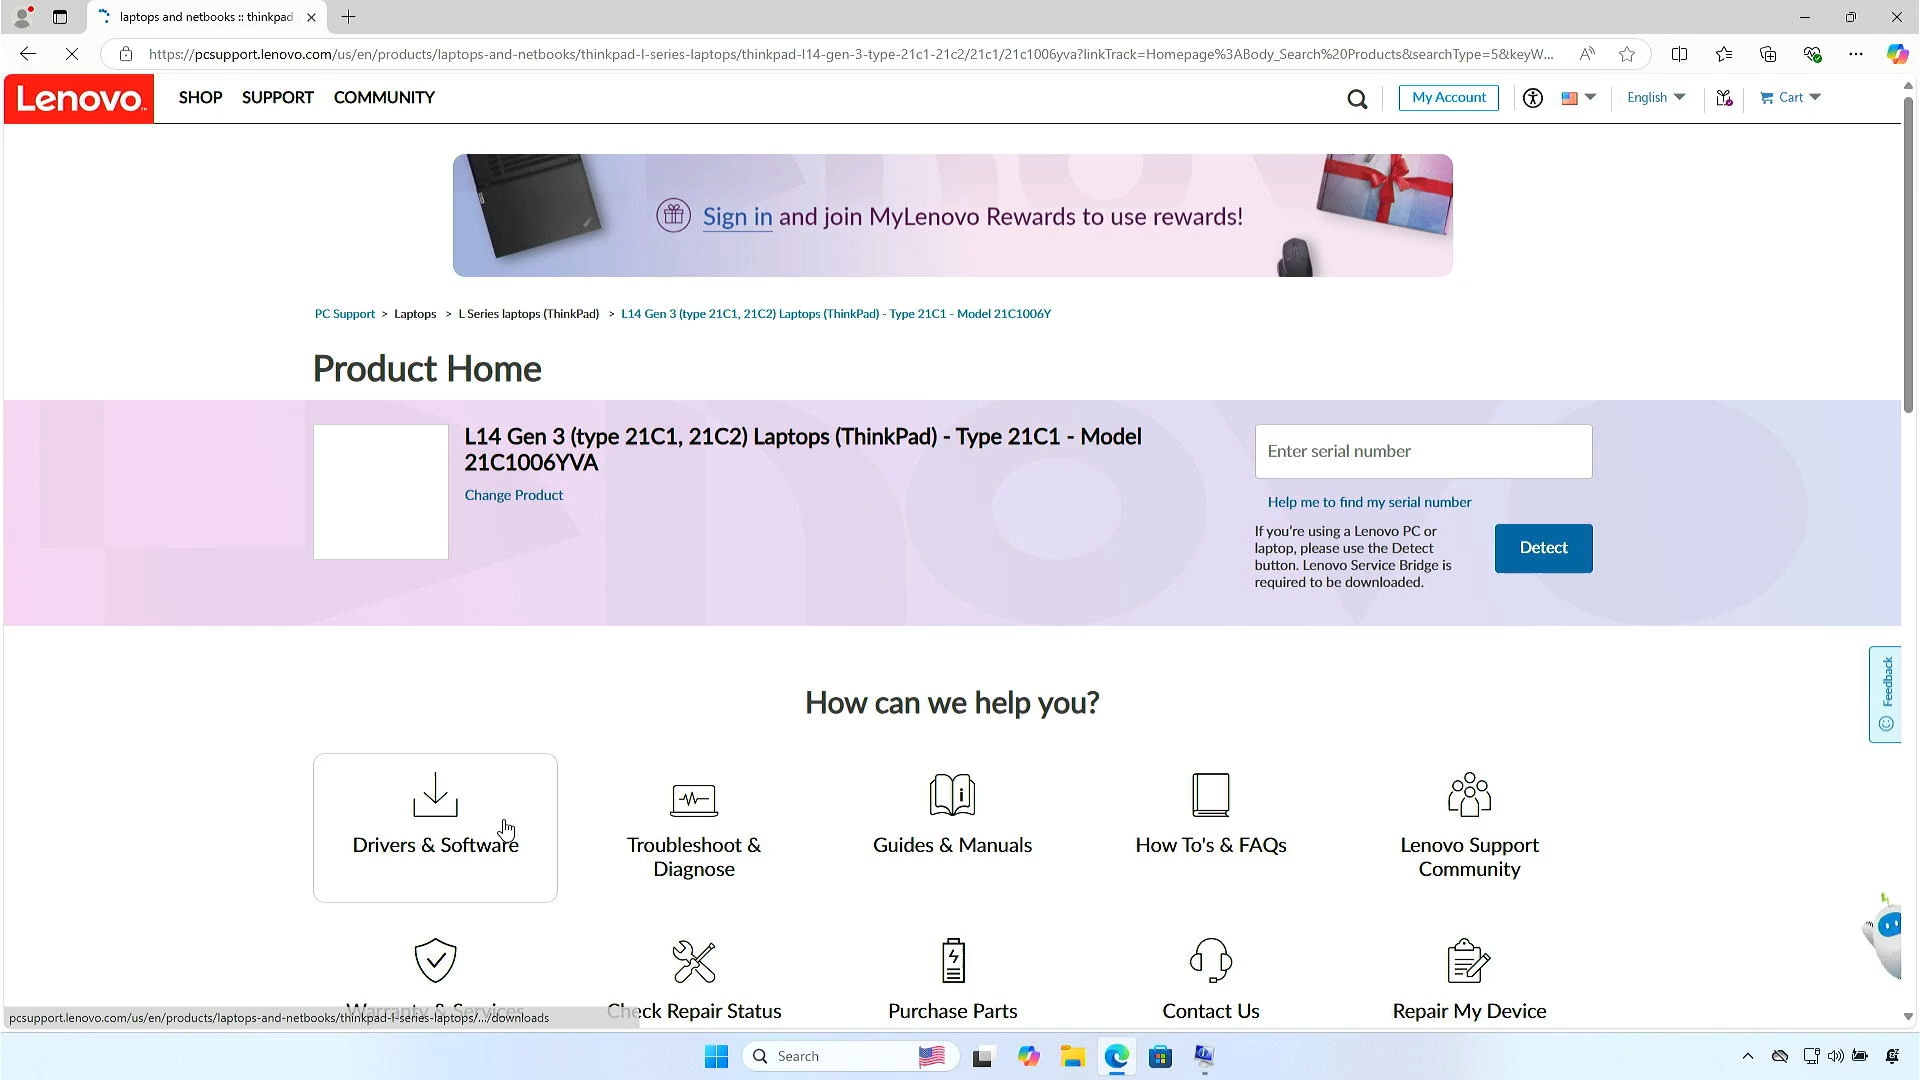 laptops and netbooks :: thinkpad
https://pcsupport.lenovo.com/us/en/products/laptops-and-netbooks/thinkpad-l-series-laptops/thinkpad-l14-gen-3-type-21c1-21c2/21c1/21c1006yva?linkTrack=Homepage%3ABody_Search%20Products&searchType=5&keyW...
Lenovo
SHOP SUPPORT COMMUNITY
My Account
English
Cart
Sign in and join MyLenovo Rewards to use rewards!
PC Support > Laptops > L Series laptops (ThinkPad) > L14 Gen 3 (type 21C1, 21C2) Laptops (ThinkPad) - Type 21C1 - Model 21C1006Y
Product Home
L14 Gen 3 (type 21C1, 21C2) Laptops (ThinkPad) - Type 21C1 - Model
21C1006YVA
Change Product
Enter serial number
Help me to find my serial number
If you're using a Lenovo PC or
laptop, please use the Detect
button. Lenovo Service Bridge is
required to be downloaded.
Detect
Feedback
How can we help you?
Drivers & Software
Troubleshoot &
Diagnose
Guides & Manuals
How To's & FAQs
Lenovo Support
Community
Warranty & Services
Check Repair Status
Purchase Parts
Contact Us
Repair My Device
pcsupport.lenovo.com/us/en/products/laptops-and-netbooks/thinkpad-l-series-laptops/.../downloads
Search